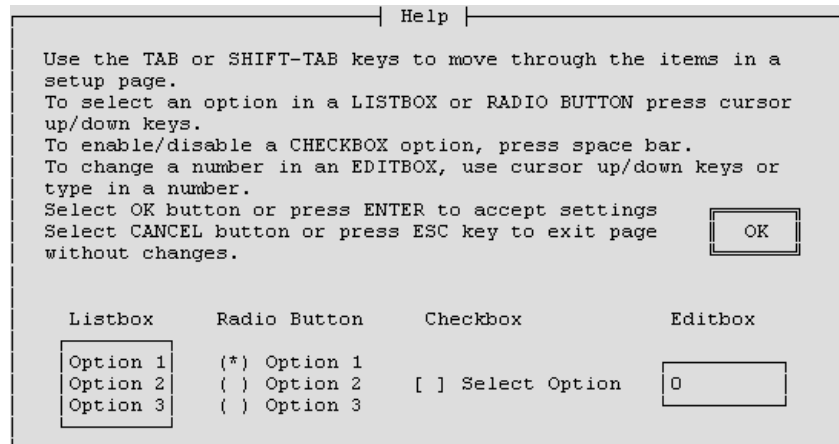 Help
Use the TAB or SHIFT-TAB keys to move through the items in a
setup page.
To select an option in a LISTBOX or RADIO BUTTON press cursor
up/down keys.
To enable/disable a CHECKBOX option, press space bar.
To change a number in an EDITBOX, use cursor up/down keys or
type in a number.
Select OK button or press ENTER to accept settings
Select CANCEL button or press ESC key to exit page
without changes.
OK
Listbox Radio Button Checkbox Editbox
Option 1 (*) Option 1
Option 2 ( ) Option 2 [ ] Select Option 0
Option 3 ( ) Option 3